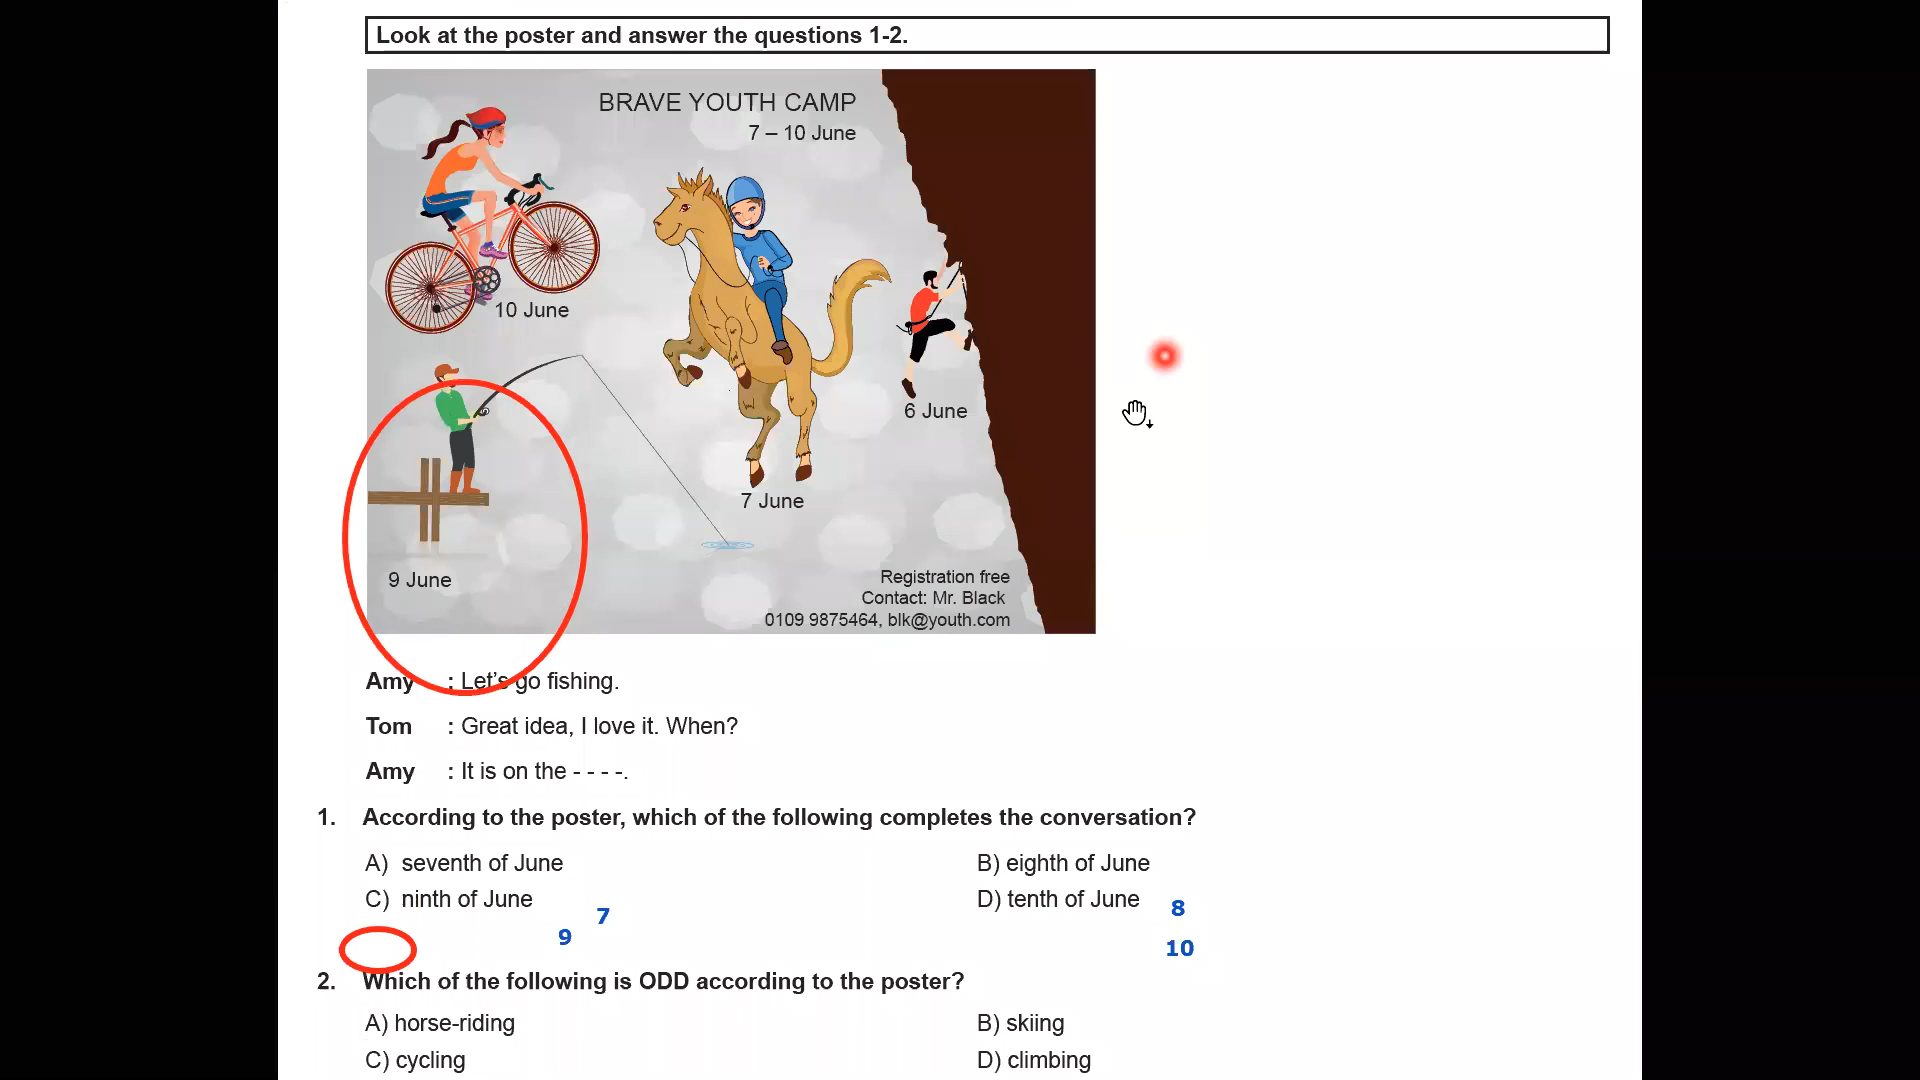 Look at the poster and answer the questions 1-2.
BRAVE YOUTH CAMP
7 – 10 June
10 June
6 June
7 June
9 June
Registration free
Contact: Mr. Black
0109 9875464, blk@youth.com
Amy : Let's go fishing.
Tom : Great idea, I love it. When?
Amy : It is on the - - - -.
1. According to the poster, which of the following completes the conversation?
A) seventh of June B) eighth of June
C) ninth of June D) tenth of June
7 8
9 10
2. Which of the following is ODD according to the poster?
A) horse-riding B) skiing
C) cycling D) climbing